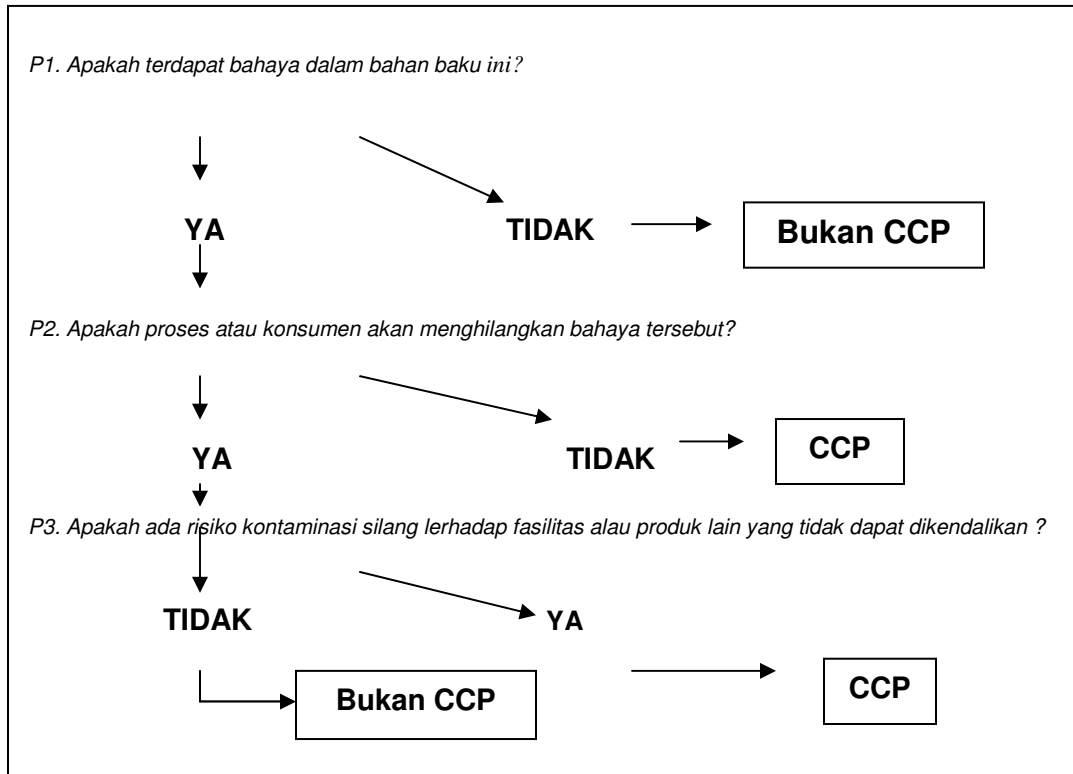 P1. Apakah terdapat bahaya dalam bahan baku ini?
YA
TIDAK
Bukan CCP
P2. Apakah proses atau konsumen akan menghilangkan bahaya tersebut?
YA
TIDAK
CCP
P3. Apakah ada risiko kontaminasi silang lerhadap fasilitas alau produk lain yang tidak dapat dikendalikan ?
TIDAK
YA
Bukan CCP
CCP